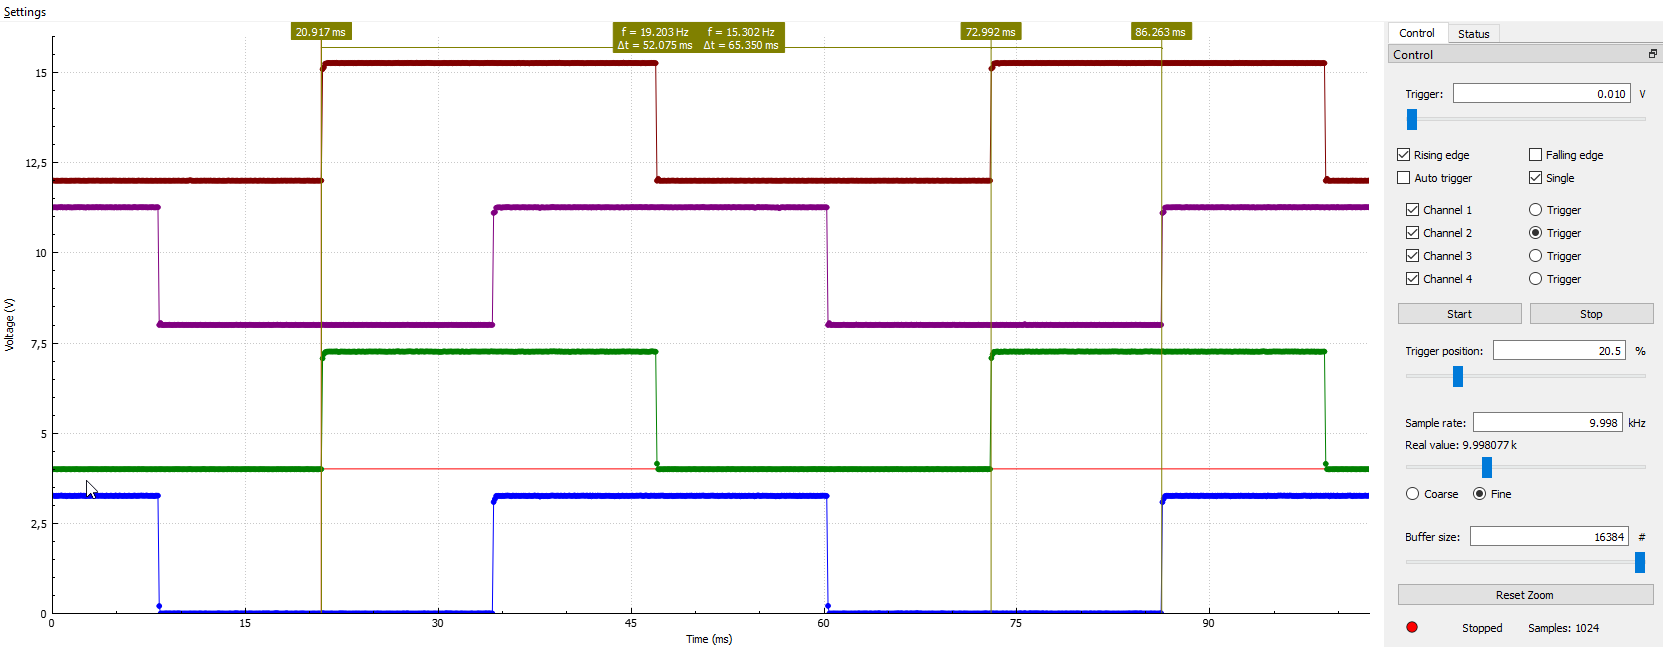 Settings
20.917 ms
f = 19.203 Hz f = 15.302 Hz
Δt = 52.075 ms Δt = 65.350 ms
72.992 ms
86.263 ms
15
12,5
10
7,5
5
2,5
0
Voltage (V)
0 15 30 45 60 75 90
Time (ms)
Control Status
Control
Trigger: 0.010 V
Rising edge Falling edge
Auto trigger Single
Channel 1 Trigger
Channel 2 Trigger
Channel 3 Trigger
Channel 4 Trigger
Start Stop
Trigger position: 20.5 %
Sample rate: 9.998 kHz
Real value: 9.998077 k
Coarse Fine
Buffer size: 16384 #
Reset Zoom
Stopped Samples: 1024